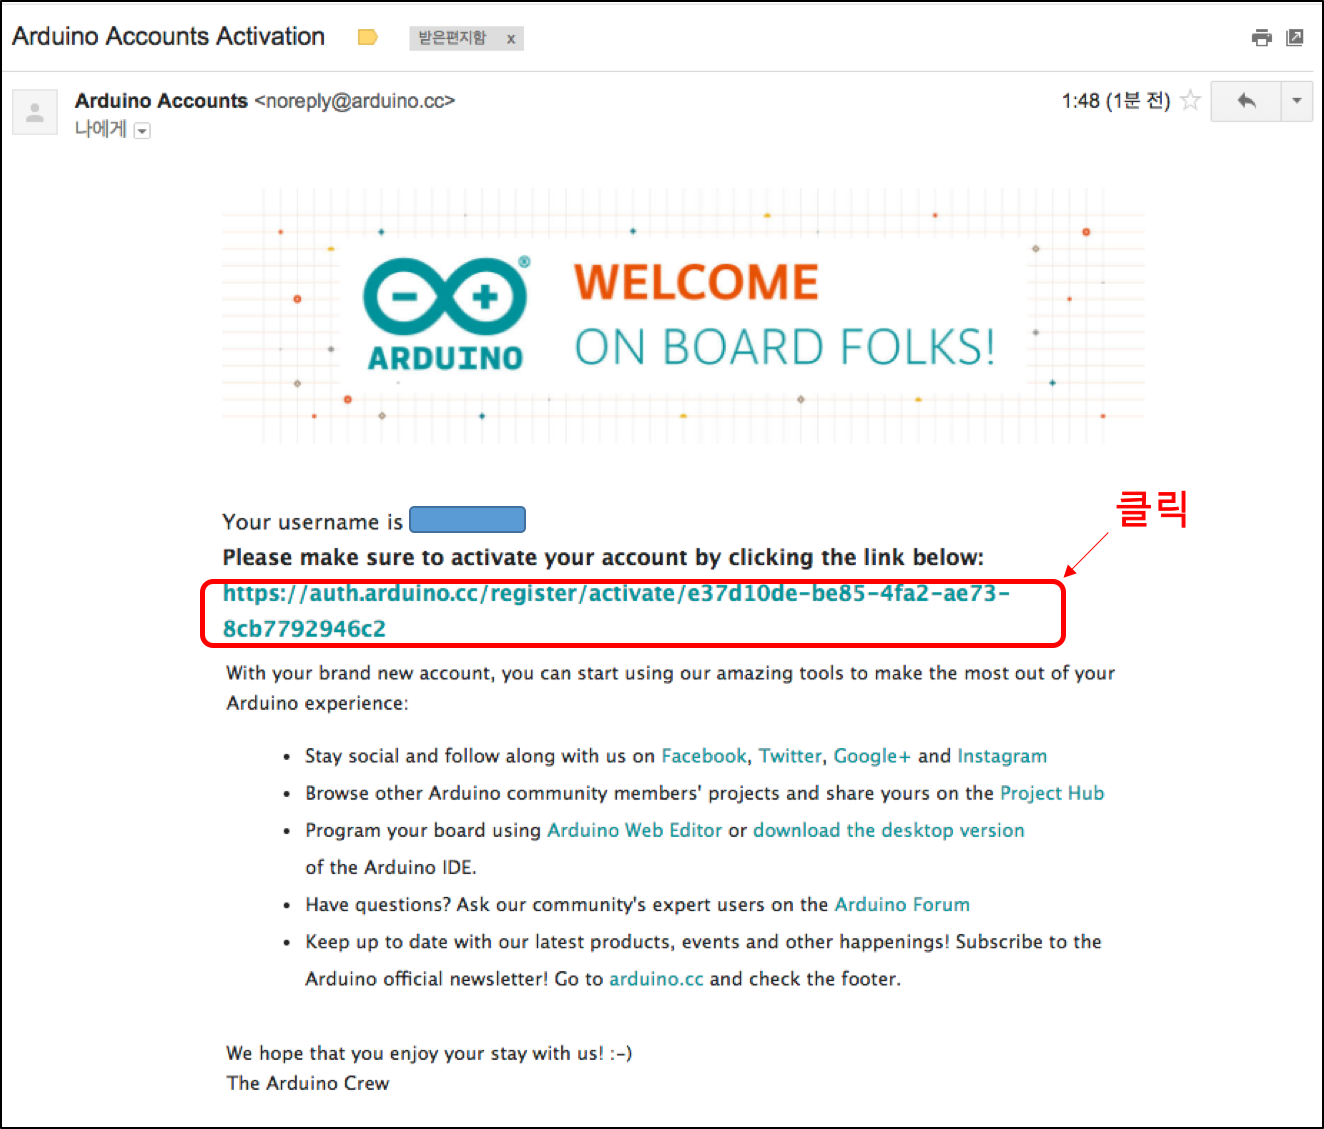 Arduino Accounts Activation
받은편지함 x
Arduino Accounts <noreply@arduino.cc>
1:48 (1분 전)
나에게
ARDUINO
®
WELCOME
ON BOARD FOLKS!
클릭
Your username is
Please make sure to activate your account by clicking the link below:
https://auth.arduino.cc/register/activate/e37d10de-be85-4fa2-ae73-
8cb7792946c2
With your brand new account, you can start using our amazing tools to make the most out of your
Arduino experience:
• Stay social and follow along with us on Facebook, Twitter, Google+ and Instagram
• Browse other Arduino community members' projects and share yours on the Project Hub
• Program your board using Arduino Web Editor or download the desktop version
of the Arduino IDE.
• Have questions? Ask our community's expert users on the Arduino Forum
• Keep up to date with our latest products, events and other happenings! Subscribe to the
Arduino official newsletter! Go to arduino.cc and check the footer.
We hope that you enjoy your stay with us! :-)
The Arduino Crew